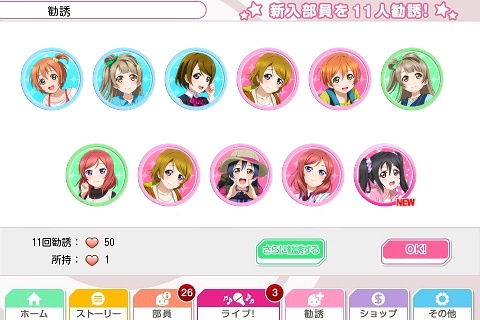 勧誘
新入部員を11人勧誘!
NEW
11回勧誘： 50
所持： 1
さらに勧誘する
OK!
26
3
ホーム
ストーリー
部員
ライブ!
勧誘
ショップ
その他